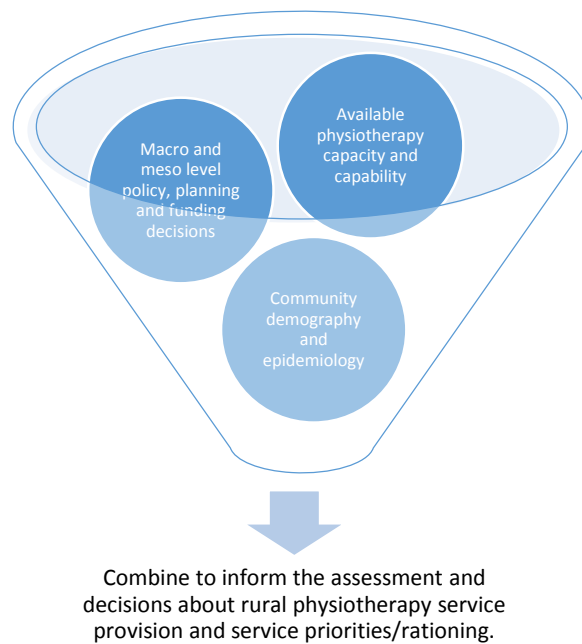 Available
physiotherapy
capacity and
capability
Macro and
meso level
policy, planning
and funding
decisions
Community
demography
and
epidemiology
Combine to inform the assessment and
decisions about rural physiotherapy service
provision and service priorities/rationing.